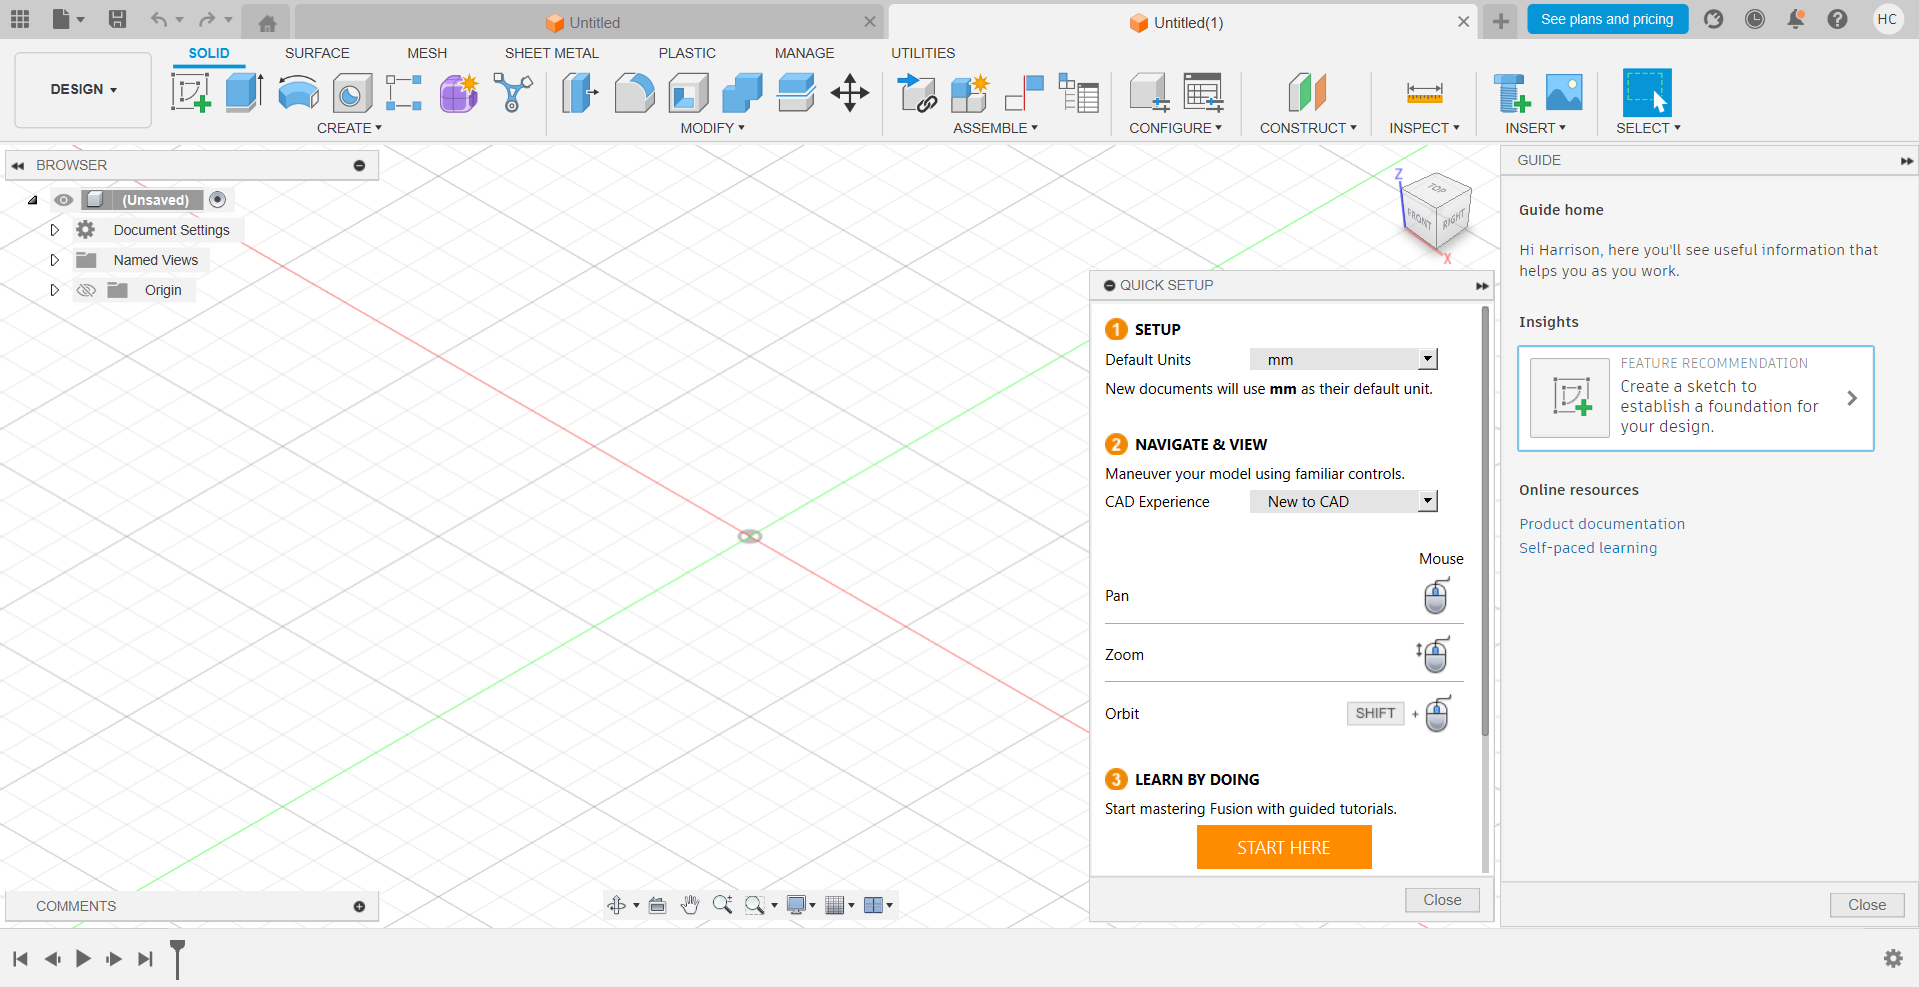 Untitled
Untitled(1)
See plans and pricing
HC
DESIGN
SOLID
SURFACE
MESH
SHEET METAL
PLASTIC
MANAGE
UTILITIES
CREATE
MODIFY
ASSEMBLE
CONFIGURE
CONSTRUCT
INSPECT
INSERT
SELECT
BROWSER
(Unsaved)
Document Settings
Named Views
Origin
Z
TOP
FRONT
RIGHT
X
QUICK SETUP
1 SETUP
Default Units mm
New documents will use mm as their default unit.
2 NAVIGATE & VIEW
Maneuver your model using familiar controls.
CAD Experience New to CAD
Mouse
Pan
Zoom
Orbit SHIFT +
3 LEARN BY DOING
Start mastering Fusion with guided tutorials.
START HERE
Close
GUIDE
Guide home
Hi Harrison, here you'll see useful information that
helps you as you work.
Insights
FEATURE RECOMMENDATION
Create a sketch to
establish a foundation for
your design.
Online resources
Product documentation
Self-paced learning
Close
COMMENTS